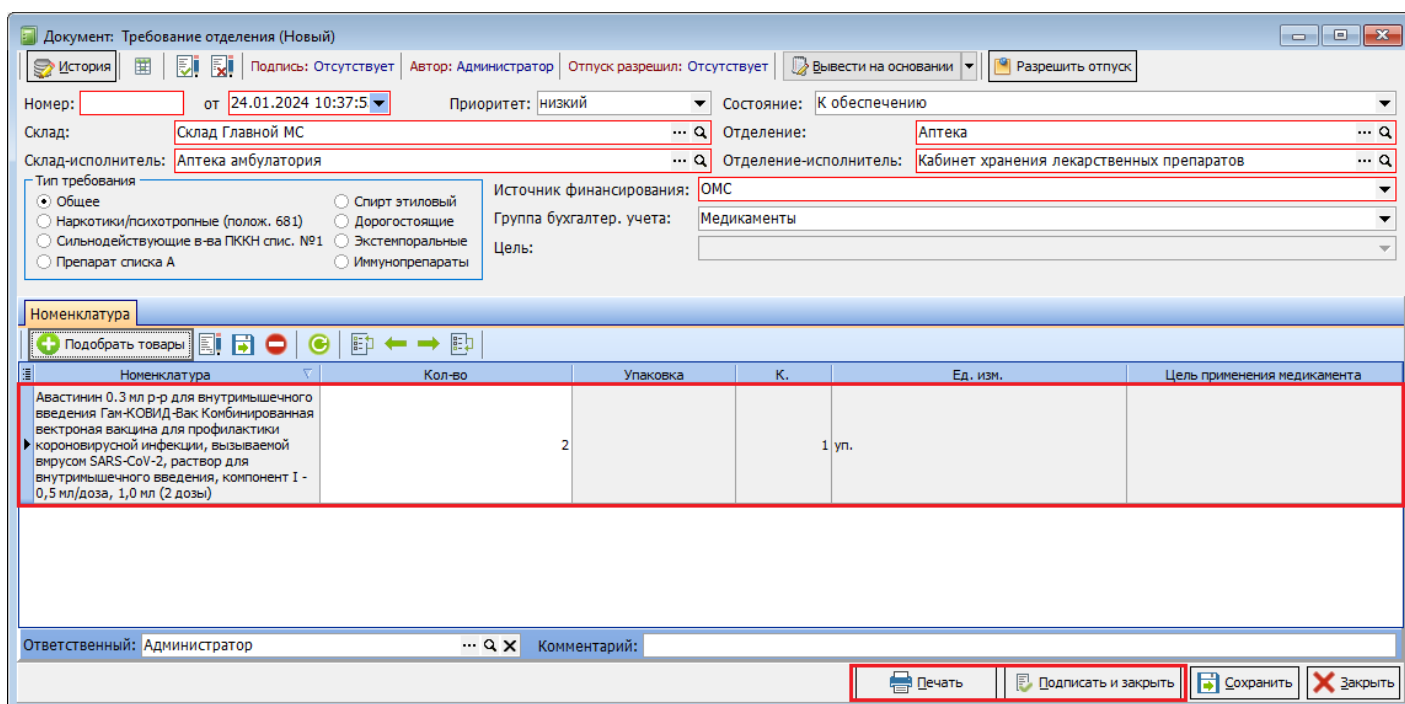 Документ: Требование отделения (Новый)
История Подпись: Отсутствует Автор: Администратор Отпуск разрешил: Отсутствует Вывести на основании Разрешить отпуск
Номер: от 24.01.2024 10:37:5 Приоритет: низкий Состояние: К обеспечению
Склад: Склад Главной МС Отделение: Аптека
Склад-исполнитель: Аптека амбулатория Отделение-исполнитель: Кабинет хранения лекарственных препаратов
Тип требования
Общее Спирт этиловый Источник финансирования: ОМС
Наркотики/психотропные (полож. 681) Дорогостоящие Группа бухгалтер. учета: Медикаменты
Сильнодействующие в-ва ПККН спис. №1 Экстемпоральные Цель:
Препарат списка А Иммунопрепараты
Номенклатура
Подобрать товары
Номенклатура Кол-во Упаковка К. Ед. изм. Цель применения медикамента
Авастинин 0.3 мл р-р для внутримышечного
введения Гам-КОВИД-Вак Комбинированная
вектроная вакцина для профилактики
короновирусной инфекции, вызываемой 2 1 уп.
вмрусом SARS-CoV-2, раствор для
внутримышечного введения, компонент I -
0,5 мл/доза, 1,0 мл (2 дозы)
Ответственный: Администратор Комментарий:
Печать Подписать и закрыть Сохранить Закрыть